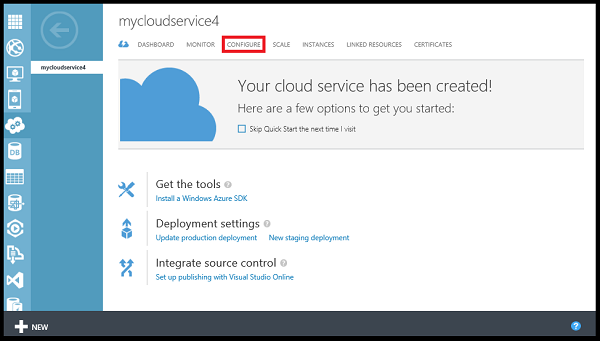 mycloudservice4
DASHBOARD MONITOR CONFIGURE SCALE INSTANCES LINKED RESOURCES CERTIFICATES
mycloudservice4
Your cloud service has been created!
Here are a few options to get you started:
Skip Quick Start the next time I visit
Get the tools ?
Install a Windows Azure SDK
Deployment settings ?
Update production deployment New staging deployment
Integrate source control ?
Set up publishing with Visual Studio Online
DB
NEW ?